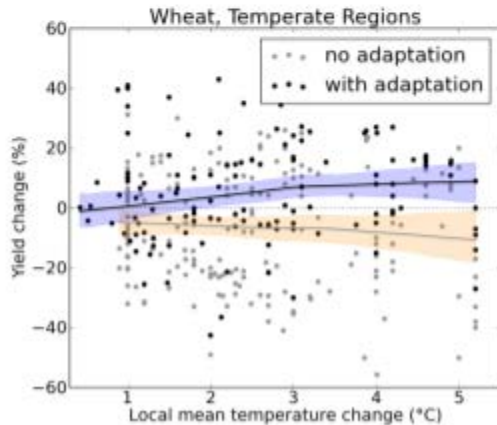 Wheat, Temperate Regions
no adaptation
with adaptation
60
40
20
0
−20
−40
−60
Yield change (%)
1
2
3
4
5
Local mean temperature change (°C)